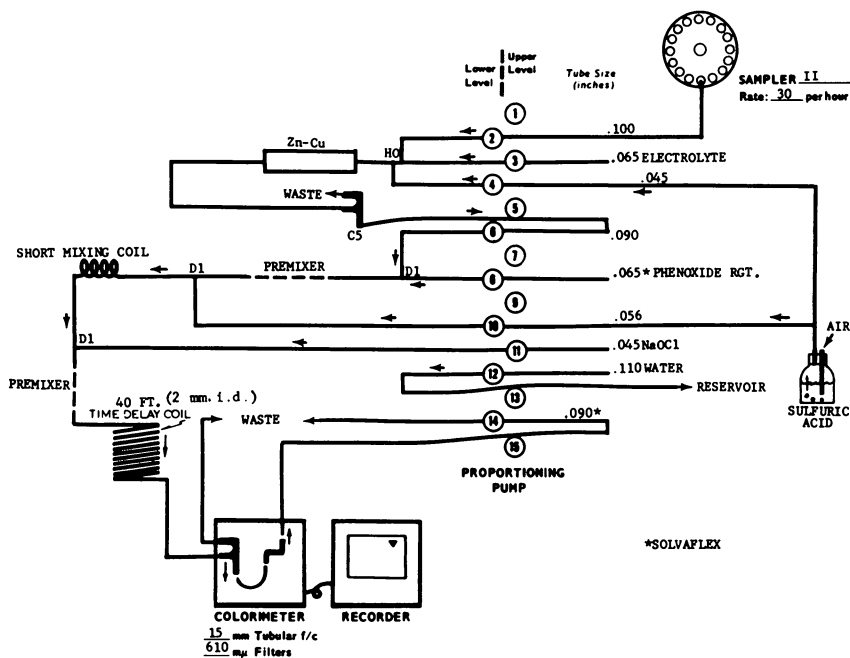 Lower Level
Upper Level
Tube Size (inches)
SAMPLER II
Rate: 30 per hour
1
2
.100
Zn-Cu
HO
3
.065 ELECTROLYTE
4
.045
WASTE
5
C5
6
.090
SHORT MIXING COIL
D1
PREMIXER
7
D1
8
.065* PHENOXIDE RGT.
9
10
.056
AIR
D1
11
.045 NaOCl
PREMIXER
12
.110 WATER
13
RESERVOIR
SULFURIC ACID
40 FT. (2 mm.i.d.)
TIME DELAY COIL
WASTE
14
.090*
15
PROPORTIONING PUMP
*SOLVAFLEX
COLORIMETER
RECORDER
15 mm Tubular f/c
610 mμ Filters